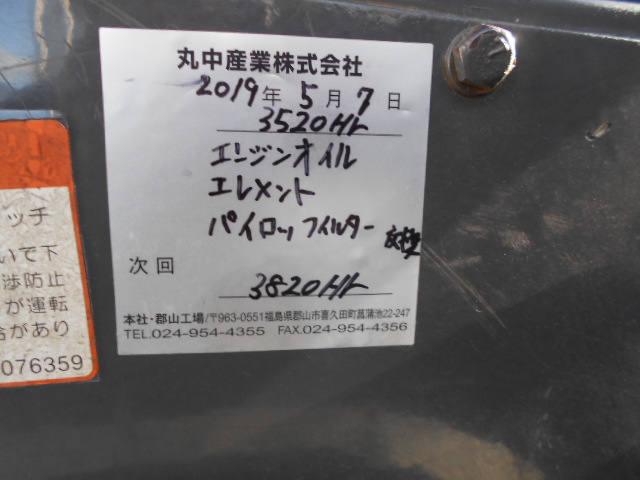 丸中産業株式会社
2019年 5月 7日
3520Hr
エンジンオイル
エレメント
パイロッフィルター 交換
次回
3820Hr
本社・郡山工場/〒963-0551福島県郡山市喜久田町菖蒲池22-247
TEL.024-954-4355 FAX.024-954-4356
ッチ
いで下
渉防止
が運転
合があり
076359